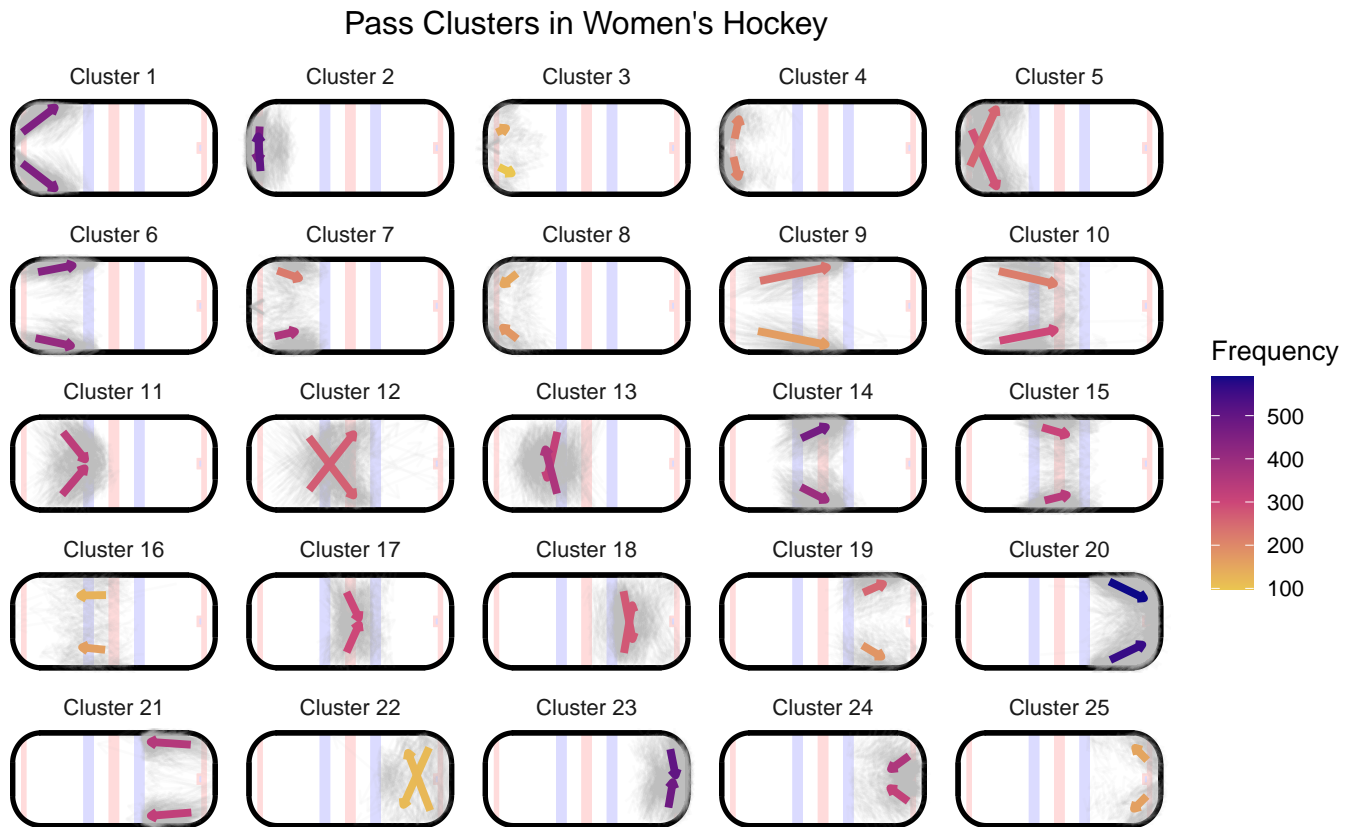 Pass Clusters in Women's Hockey
Cluster 1
Cluster 2
Cluster 3
Cluster 4
Cluster 5
Cluster 6
Cluster 7
Cluster 8
Cluster 9
Cluster 10
Cluster 11
Cluster 12
Cluster 13
Cluster 14
Cluster 15
Cluster 16
Cluster 17
Cluster 18
Cluster 19
Cluster 20
Cluster 21
Cluster 22
Cluster 23
Cluster 24
Cluster 25
Frequency
500
400
300
200
100